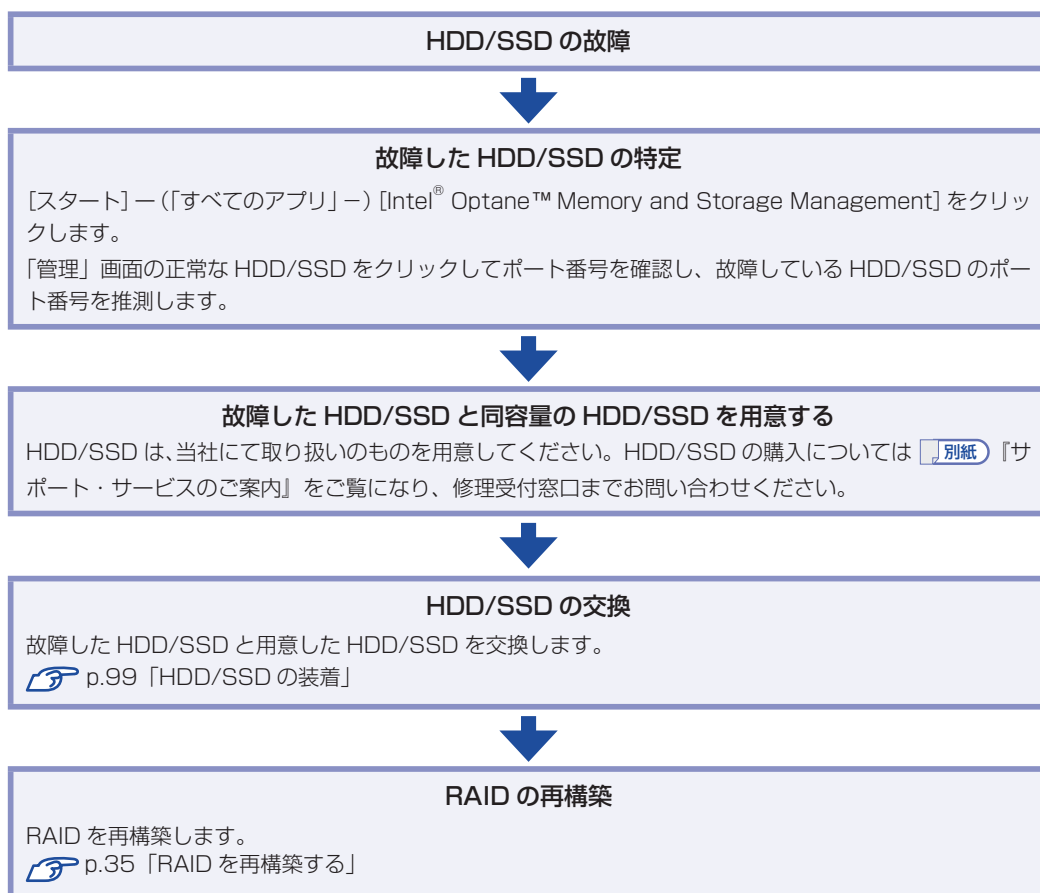 HDD/SSD の故障
故障した HDD/SSD の特定
[スタート] ー (「すべてのアプリ」－) [Intel® Optane™ Memory and Storage Management] をクリッ
クします。
「管理」画面の正常な HDD/SSD をクリックしてポート番号を確認し、故障している HDD/SSD のポー
ト番号を推測します。
故障した HDD/SSD と同容量の HDD/SSD を用意する
HDD/SSD は、当社にて取り扱いのものを用意してください。HDD/SSD の購入については 別紙 『サ
ポート・サービスのご案内』をご覧になり、修理受付窓口までお問い合わせください。
HDD/SSD の交換
故障した HDD/SSD と用意した HDD/SSD を交換します。
p.99「HDD/SSD の装着」
RAID の再構築
RAID を再構築します。
p.35「RAID を再構築する」